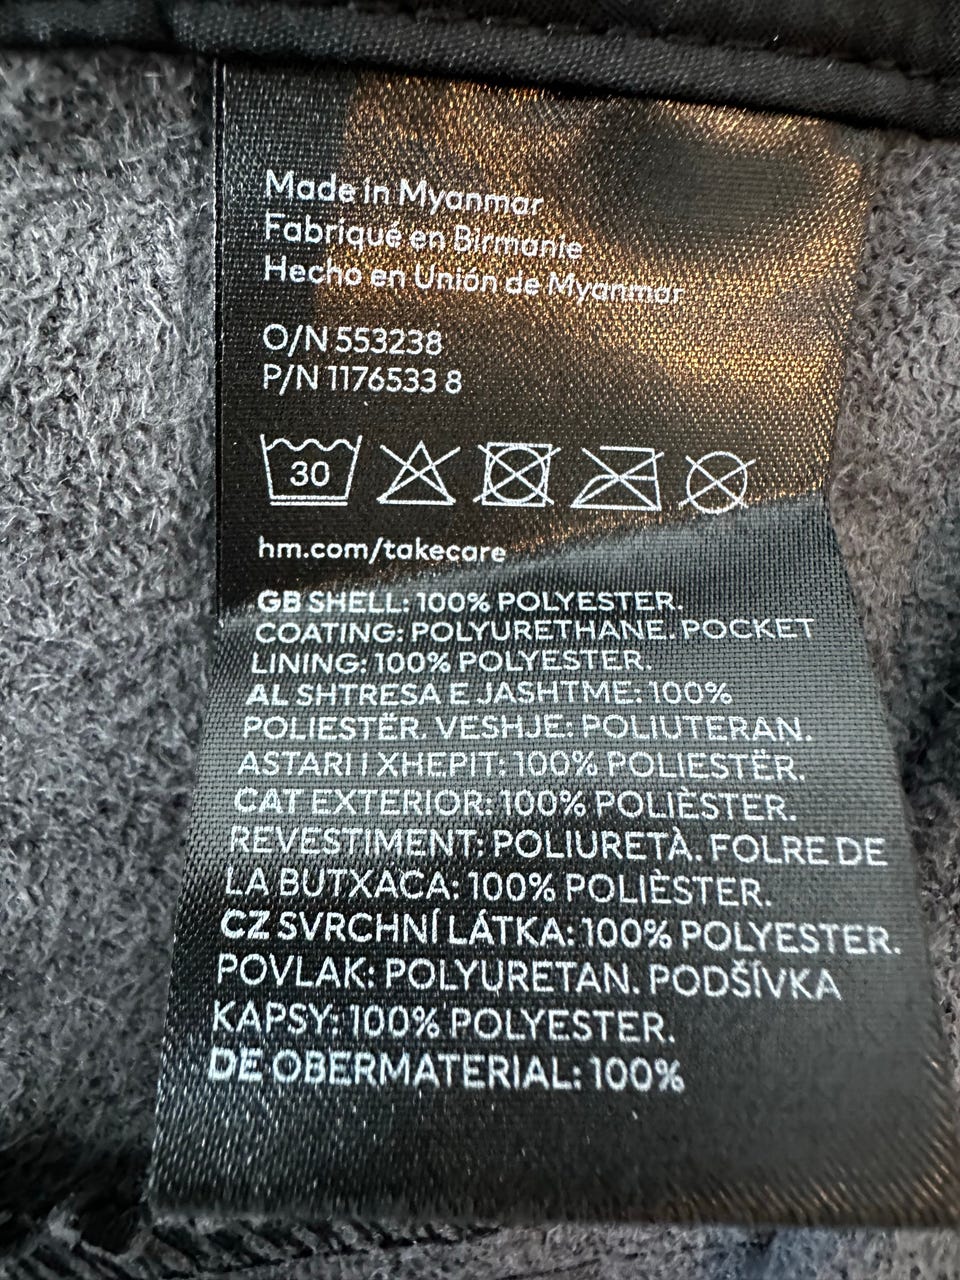 Made in Myanmar
Fabriqué en Birmanie
Hecho en Unión de Myanmar
O/N 553238
P/N 1176533 8
30
hm.com/takecare
GB SHELL: 100% POLYESTER.
COATING: POLYURETHANE. POCKET
LINING: 100% POLYESTER.
AL SHTRESA E JASHTME: 100%
POLIESTËR. VESHJE: POLIUTERAN.
ASTARI I XHEPIT: 100% POLIESTËR.
CAT EXTERIOR: 100% POLIÈSTER.
REVESTIMENT: POLIURETÀ. FOLRE DE
LA BUTXACA: 100% POLIÈSTER.
CZ SVRCHNÍ LÁTKA: 100% POLYESTER.
POVLAK: POLYURETAN. PODŠÍVKA
KAPSY: 100% POLYESTER.
DE OBERMATERIAL: 100%